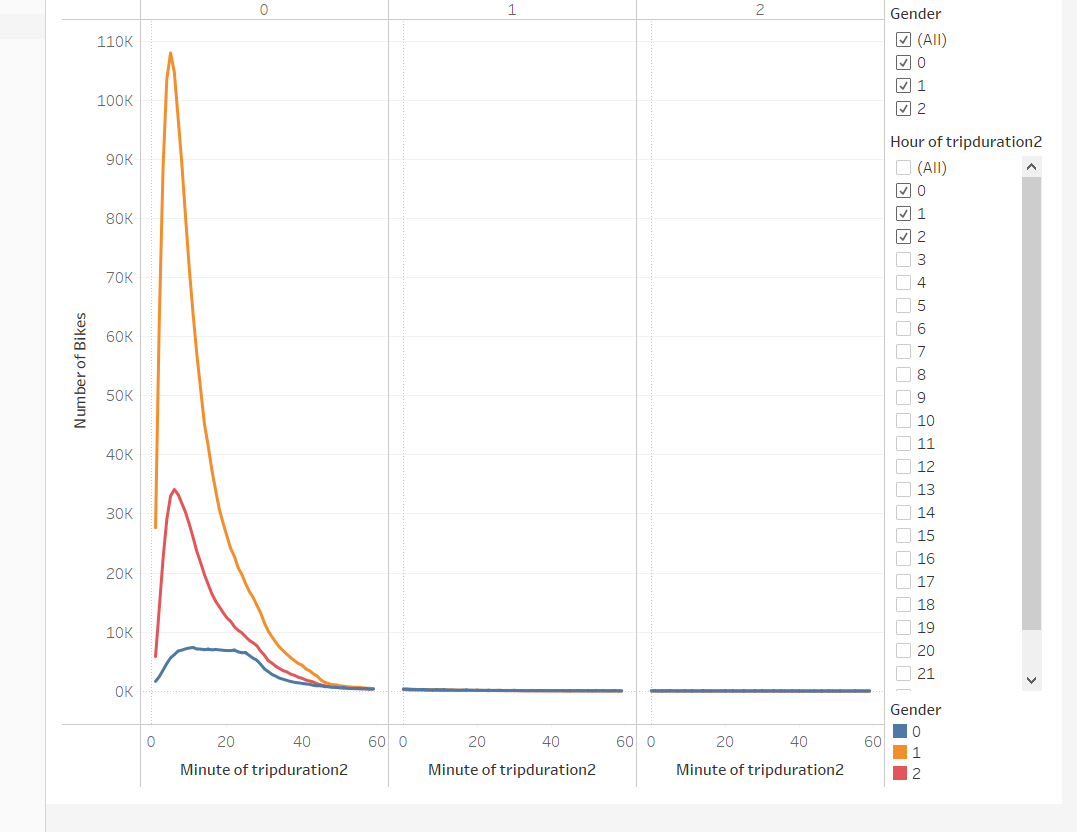 0 1 2
110K
100K
90K
80K
70K
60K
50K
40K
30K
20K
10K
0K
Number of Bikes
0 20 40 60 0 20 40 60 0 20 40 60
Minute of tripduration2 Minute of tripduration2 Minute of tripduration2
Gender
(All)
0
1
2
Hour of tripduration2
(All)
0
1
2
3
4
5
6
7
8
9
10
11
12
13
14
15
16
17
18
19
20
21
Gender
0
1
2